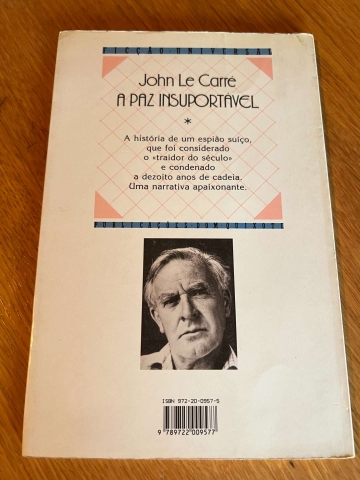 FICÇÃO UNIVERSAL
John Le Carré
A PAZ INSUPORTÁVEL
*
A história de um espião suíço,
que foi considerado
o «traidor do século»
e condenado
a dezoito anos de cadeia.
Uma narrativa apaixonante.
PUBLICAÇÕES DOM QUIXOTE
ISBN 972-20-0957-5
9 789722 009577